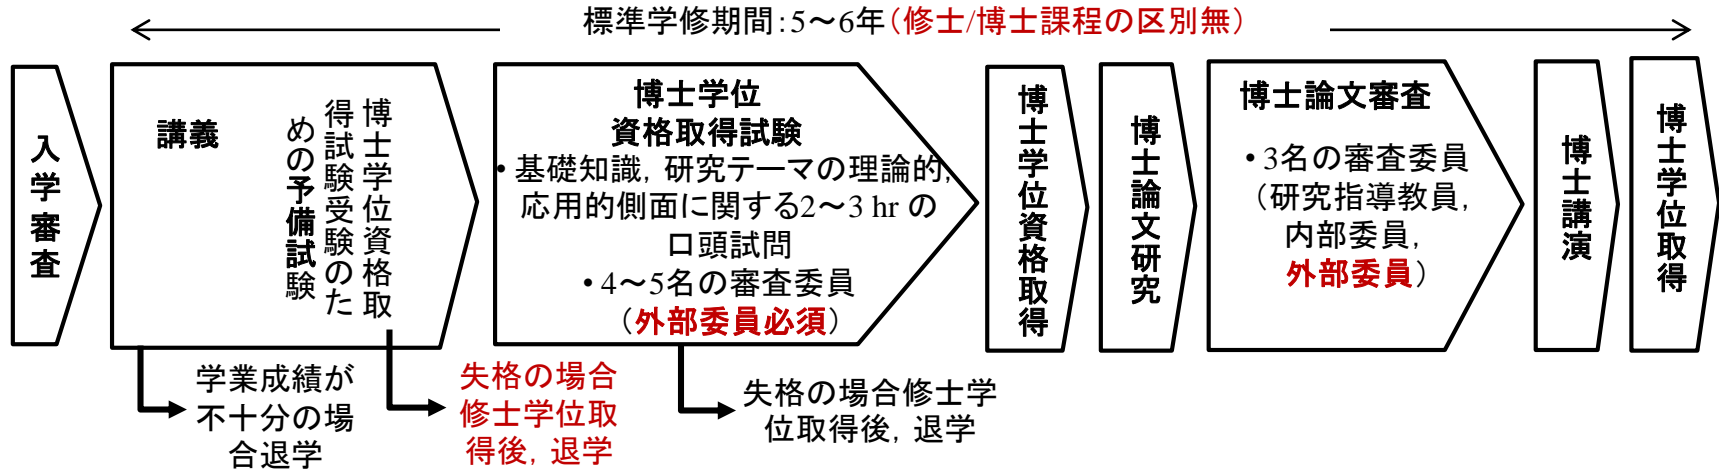 標準学修期間:5～6年(修士/博士課程の区別無)
入学審査
講義
博士学位資格取
得試験受験のた
めの予備試験
博士学位
資格取得試験
• 基礎知識, 研究テーマの理論的,
応用的側面に関する2～3 hr の
口頭試問
• 4～5名の審査委員
(外部委員必須)
博士学位資格取得
博士論文研究
博士論文審査
• 3名の審査委員
(研究指導教員,
内部委員,
外部委員)
博士講演
博士学位取得
学業成績が
不十分の場
合退学
失格の場合
修士学位取
得後, 退学
失格の場合修士学
位取得後, 退学